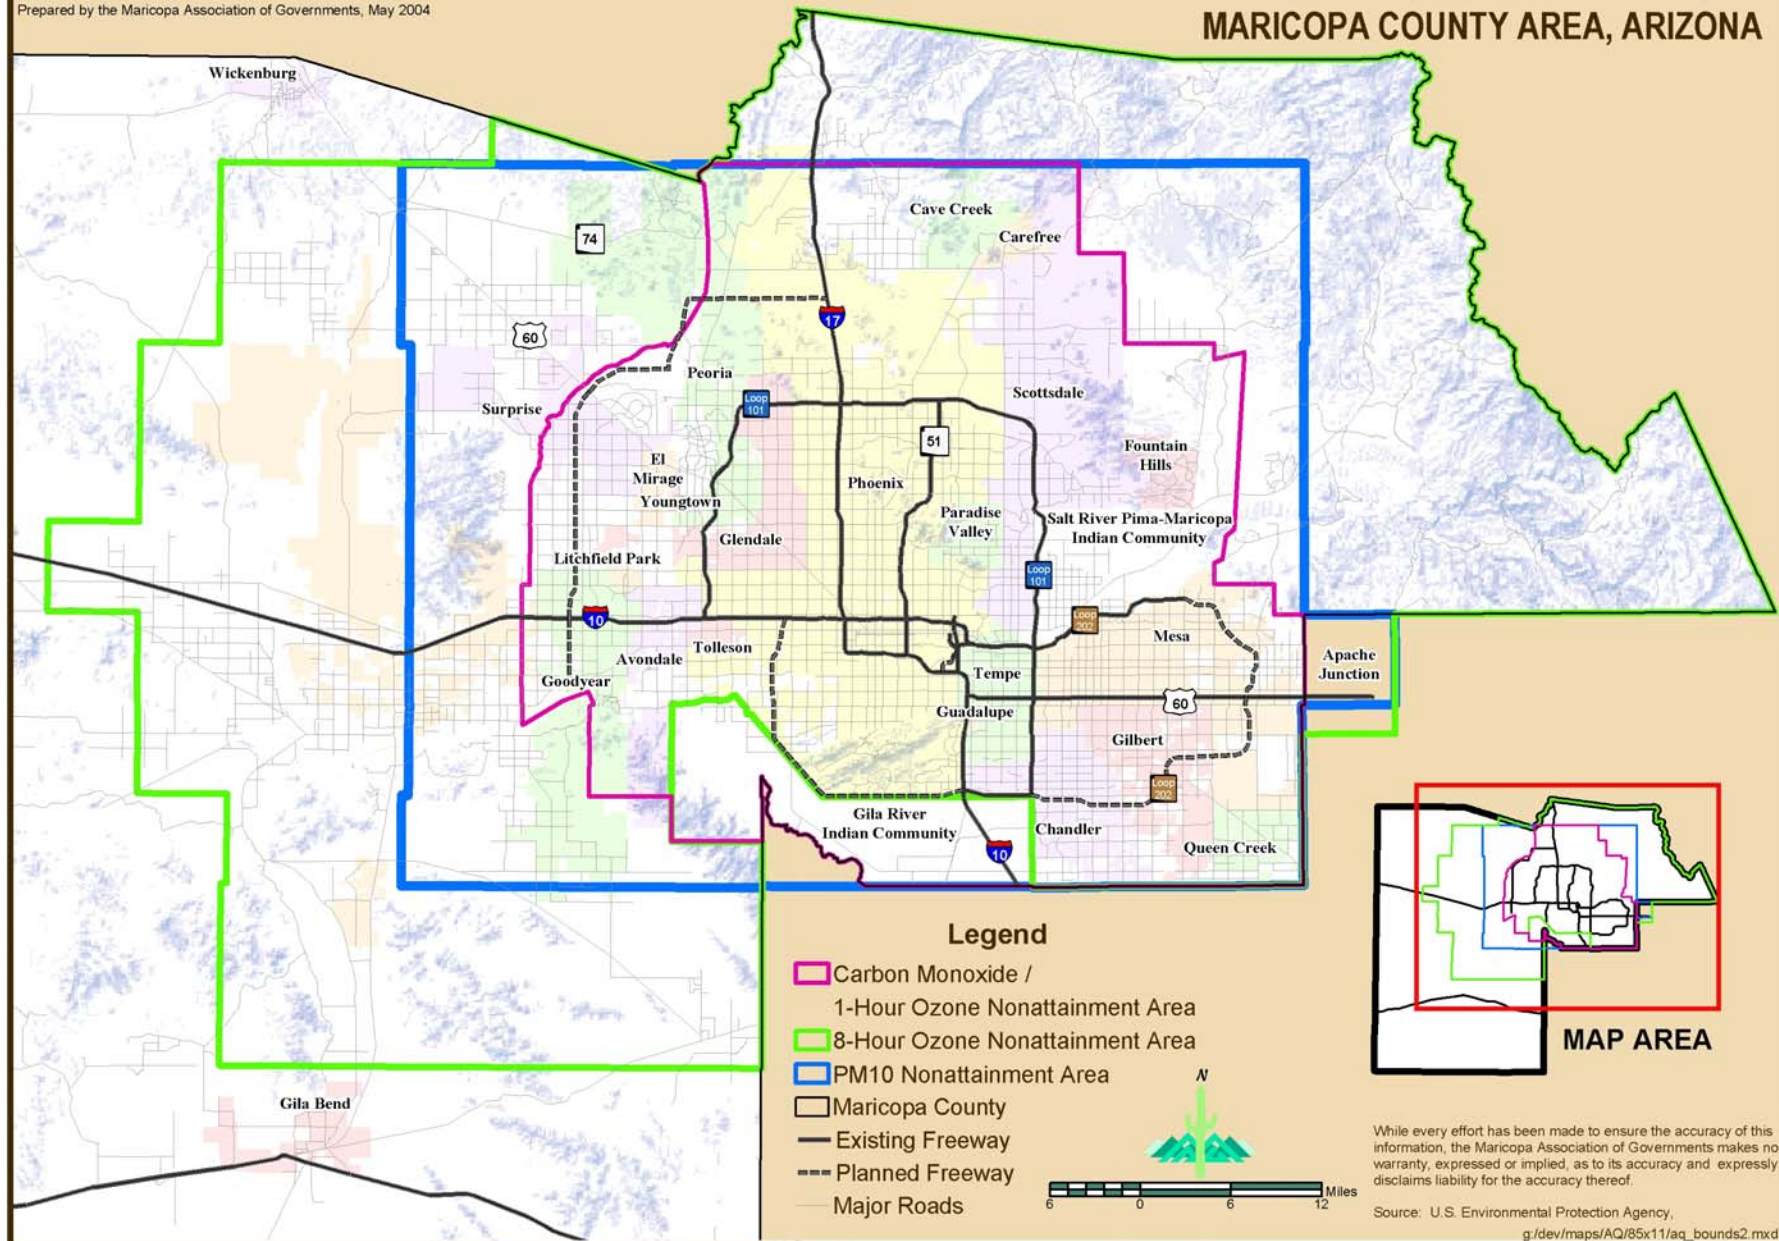 Prepared by the Maricopa Association of Governments, May 2004
MARICOPA COUNTY AREA, ARIZONA
Wickenburg
Cave Creek
Carefree
74
60
17
Peoria
Surprise
Loop
101
Scottsdale
51
El
Mirage
Youngtown
Fountain
Hills
Phoenix
Paradise
Valley
Glendale
Salt River Pima-Maricopa
Indian Community
Litchfield Park
Loop
101
10
Loop
202
Mesa
Tolleson
Avondale
Goodyear
Tempe
Apache
Junction
60
Guadalupe
Gilbert
Loop
202
Gila River
Indian Community
Chandler
10
Queen Creek
Gila Bend
Legend
Carbon Monoxide /
1-Hour Ozone Nonattainment Area
8-Hour Ozone Nonattainment Area
PM10 Nonattainment Area
Maricopa County
Existing Freeway
Planned Freeway
Major Roads
N
Miles
6 0 6 12
MAP AREA
While every effort has been made to ensure the accuracy of this
information, the Maricopa Association of Governments makes no
warranty, expressed or implied, as to its accuracy and expressly
disclaims liability for the accuracy thereof.
Source: U.S. Environmental Protection Agency,
g:/dev/maps/AQ/85x11/aq_bounds2.mxd